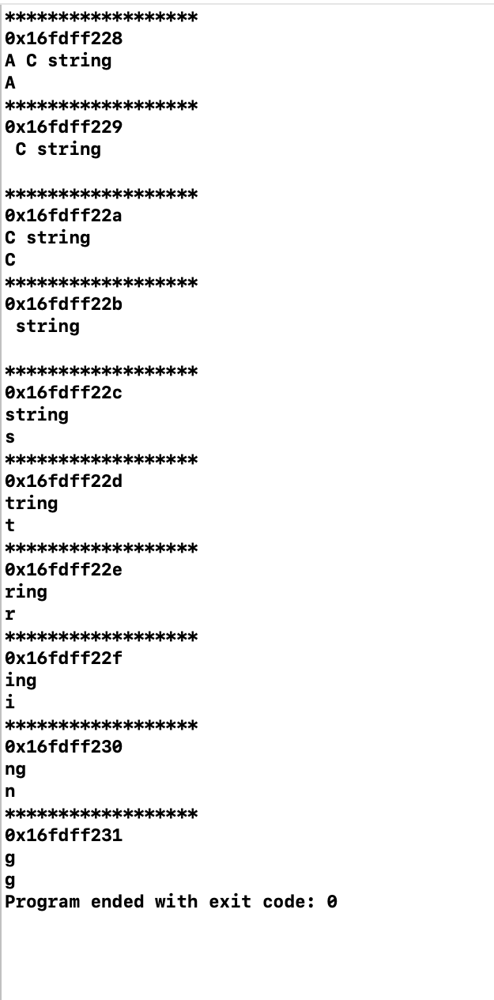 ******************
0x16fdff228
A C string
A
******************
0x16fdff229
 C string

******************
0x16fdff22a
C string
C
******************
0x16fdff22b
 string

******************
0x16fdff22c
string
s
******************
0x16fdff22d
tring
t
******************
0x16fdff22e
ring
r
******************
0x16fdff22f
ing
i
******************
0x16fdff230
ng
n
******************
0x16fdff231
g
g
Program ended with exit code: 0